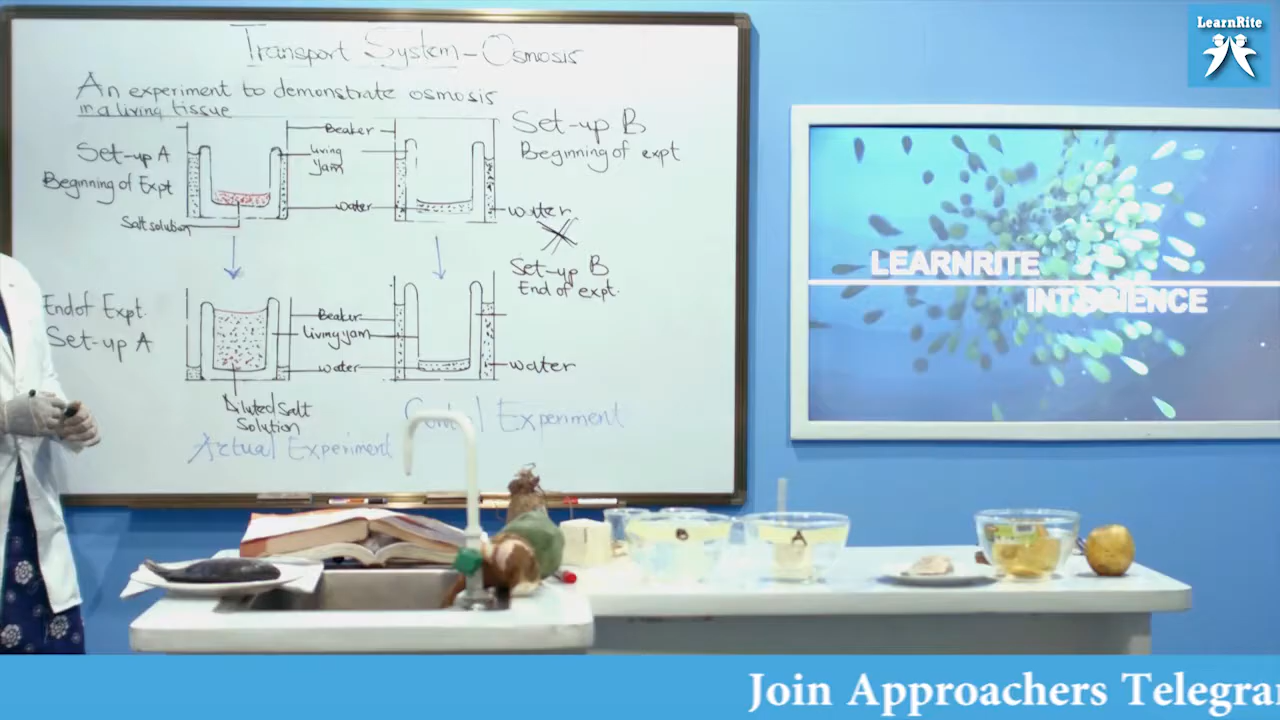 LearnRite
Transport System - Osmosis
An experiment to demonstrate osmosis
in a living tissue
Set-up A
Beginning of Expt
Beaker
living
yam
water
Salt solution
Set-up B
Beginning of expt
water
Set-up B
End of expt.
End of Expt.
Set-up A
Beaker
living yam
water
water
Diluted Salt
Solution
Actual Experiment
Experiment
LEARNRITE
INTOSCIENCE
B
A
Join Approachers Telegra